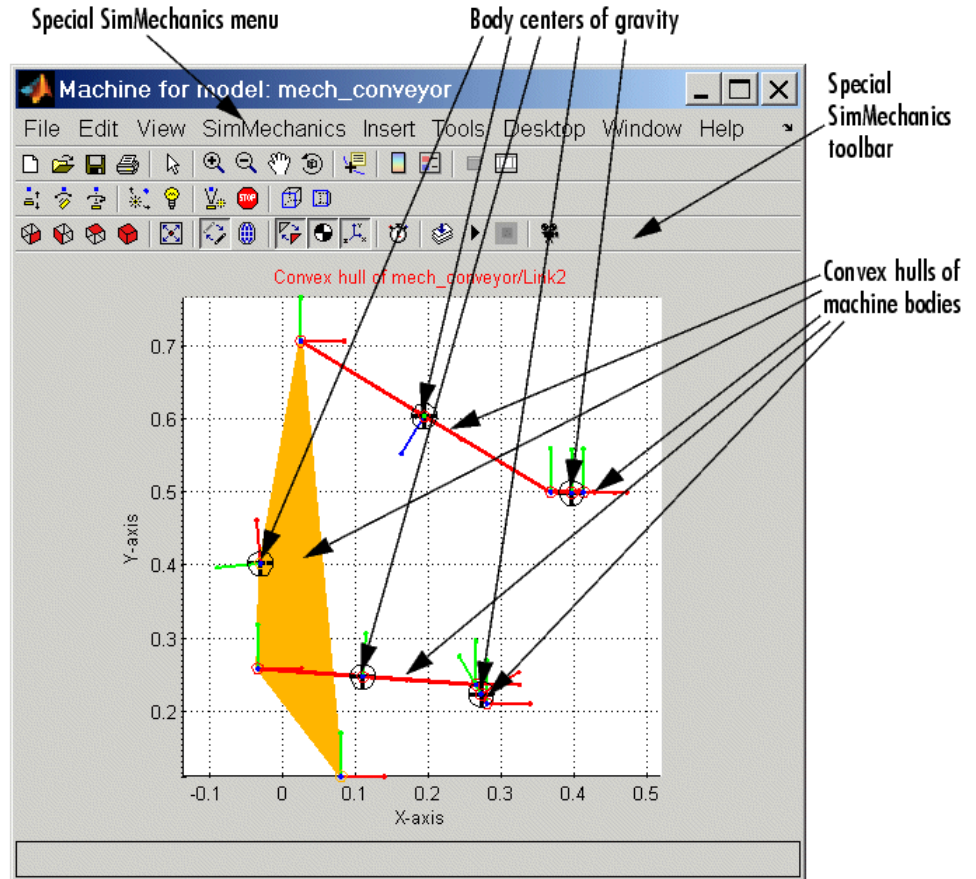 Special SimMechanics menu
Body centers of gravity
Machine for model: mech_conveyor
Special
SimMechanics
toolbar
File Edit View SimMechanics Insert Tools Desktop Window Help
STOP
Convex hull of mech_conveyor/Link2
Convex hulls of
machine bodies
0.7
0.6
0.5
0.4
0.3
0.2
Y-axis
-0.1 0 0.1 0.2 0.3 0.4 0.5
X-axis